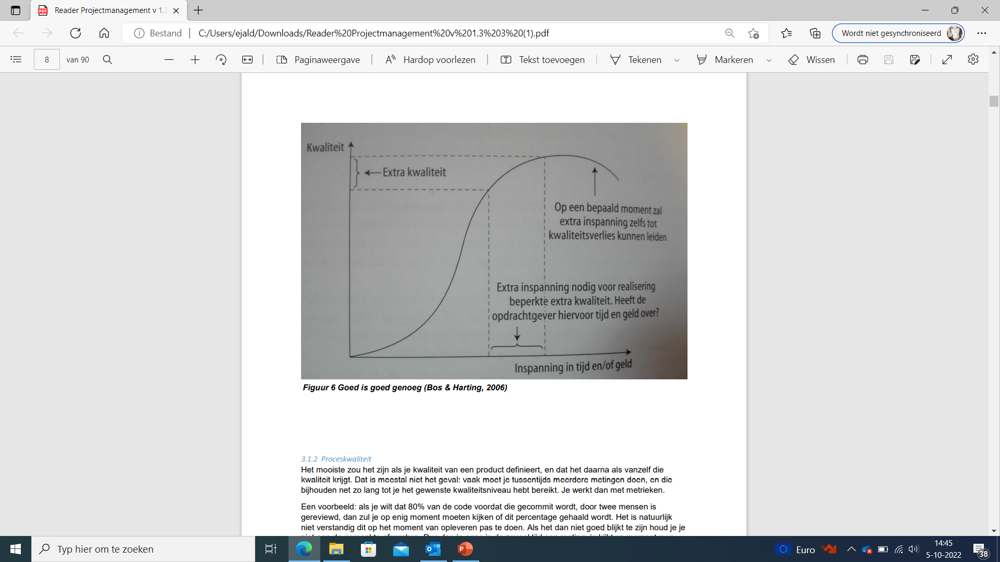 Reader Projectmanagement v 1.3
Bestand
C:/Users/ejald/Downloads/Reader%20Projectmanagement%20v%201.3%203%20(1).pdf
Wordt niet gesynchroniseerd
8
van 90
Paginaweergave
Hardop voorlezen
Tekst toevoegen
Tekenen
Markeren
Wissen
Kwaliteit
Extra kwaliteit
Op een bepaald moment zal
extra inspanning zelfs tot
kwaliteitsverlies kunnen leiden
Extra inspanning nodig voor realisering
beperkte extra kwaliteit. Heeft de
opdrachtgever hiervoor tijd en geld over?
Inspanning in tijd en/of geld
Figuur 6 Goed is goed genoeg (Bos & Harting, 2006)
3.1.2 Proceskwaliteit
Het mooiste zou het zijn als je kwaliteit van een product definieert, en dat het daarna als vanzelf die
kwaliteit krijgt. Dat is meestal niet het geval: vaak moet je tussentijds meerdere metingen doen, en die
bijhouden net zo lang tot je het gewenste kwaliteitsniveau hebt bereikt. Je werkt dan met metrieken.
Een voorbeeld: als je wilt dat 80% van de code voordat die gecommit wordt, door twee mensen is
gereviewd, dan zul je op enig moment moeten kijken of dit percentage gehaald wordt. Het is natuurlijk
niet verstandig dit op het moment van opleveren pas te doen. Als het dan niet goed blijkt te zijn houd je je
Typ hier om te zoeken
Euro
14:45
5-10-2022
38